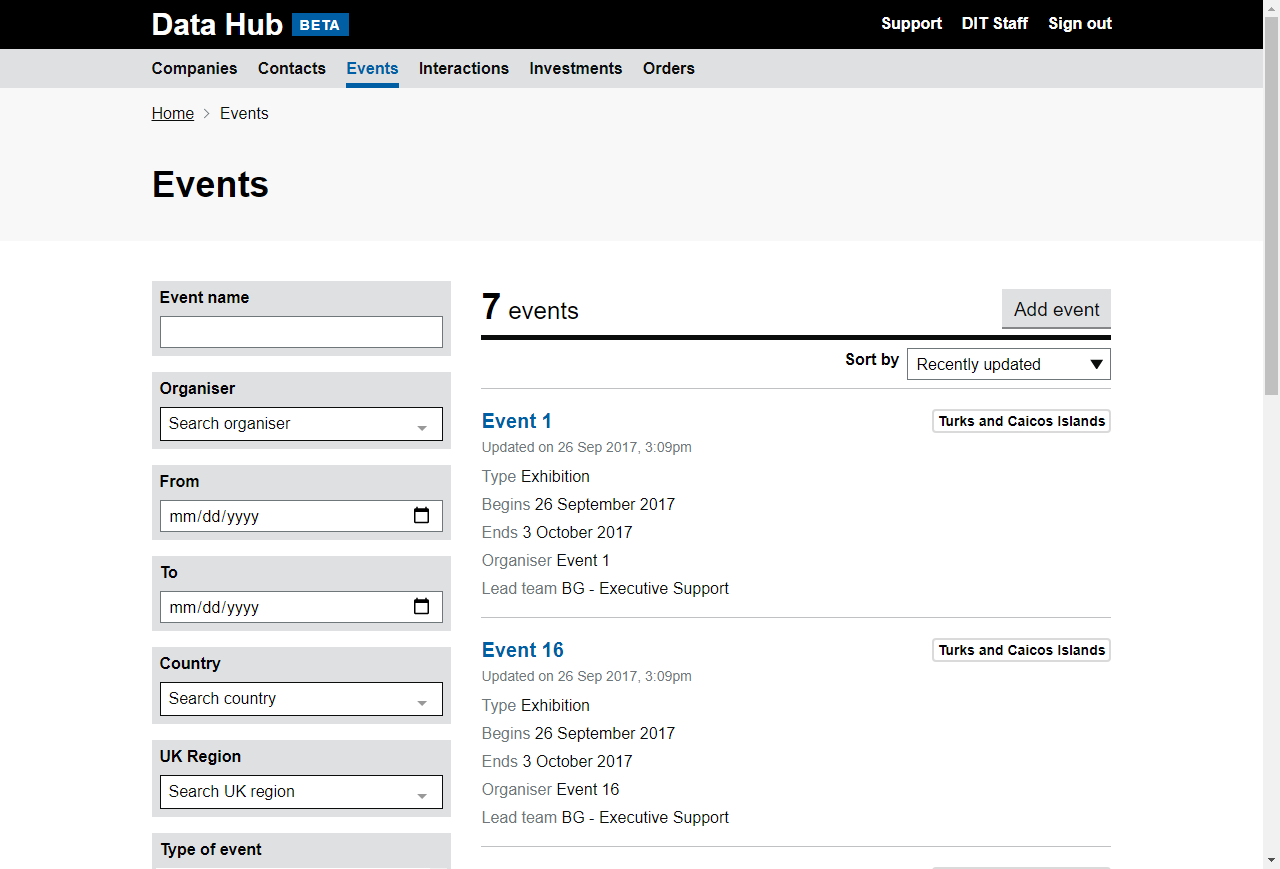 Data Hub BETA
Support DIT Staff Sign out
Companies Contacts Events Interactions Investments Orders
Home Events
Events
Event name
Organiser
Search organiser
From
mm/dd/yyyy
To
mm/dd/yyyy
Country
Search country
UK Region
Search UK region
Type of event
7 events
Add event
Sort by Recently updated
Event 1
Turks and Caicos Islands
Updated on 26 Sep 2017, 3:09pm
Type Exhibition
Begins 26 September 2017
Ends 3 October 2017
Organiser Event 1
Lead team BG - Executive Support
Event 16
Turks and Caicos Islands
Updated on 26 Sep 2017, 3:09pm
Type Exhibition
Begins 26 September 2017
Ends 3 October 2017
Organiser Event 16
Lead team BG - Executive Support